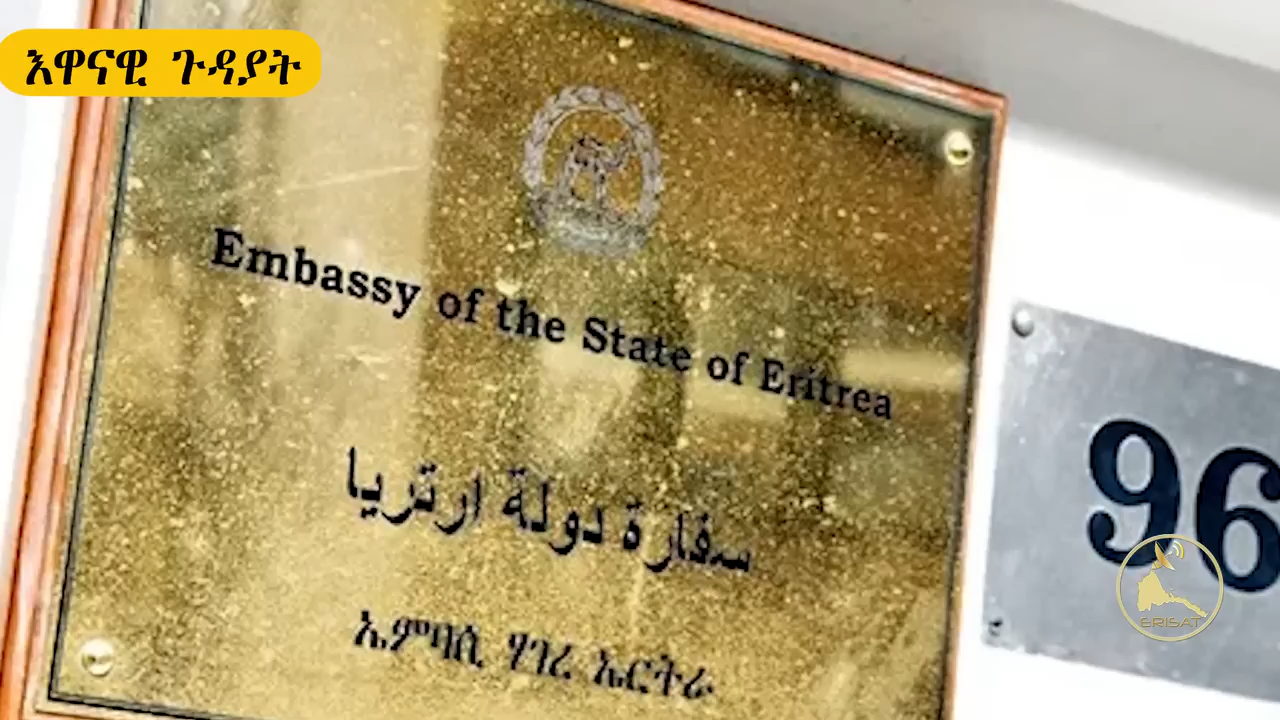 እዋናዊ ጉዳያት
Embassy of the State of Eritrea
سفارة دولة ارتريا
ኤምባሲ ሃገረ ኤርትራ
96
ERISAT